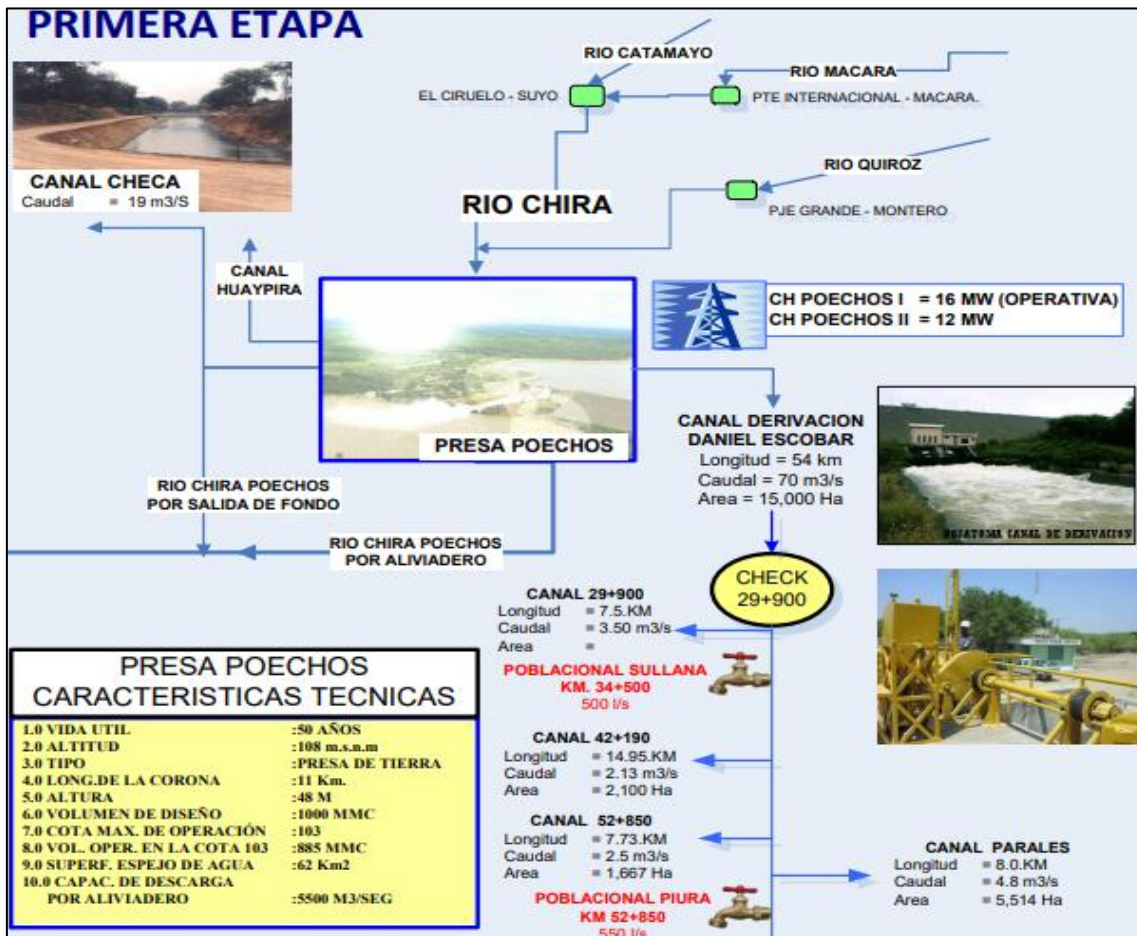 PRIMERA ETAPA
RIO CATAMAYO
RIO MACARA
EL CIRUELO - SUYO
PTE INTERNACIONAL - MACARA.
CANAL CHECA
Caudal = 19 m3/S
RIO QUIROZ
RIO CHIRA
PJE GRANDE - MONTERO
CANAL
HUAYPIRA
CH POECHOS I = 16 MW (OPERATIVA)
CH POECHOS II = 12 MW
PRESA POECHOS
CANAL DERIVACION
DANIEL ESCOBAR
Longitud = 54 km
Caudal = 70 m3/s
Area = 15,000 Ha
BOCATOMA CANAL DE DERIVACION
RIO CHIRA POECHOS
POR SALIDA DE FONDO
RIO CHIRA POECHOS
POR ALIVIADERO
CHECK
29+900
CANAL 29+900
Longitud = 7.5.KM
Caudal = 3.50 m3/s
Area =
POBLACIONAL SULLANA
KM. 34+500
500 l/s
PRESA POECHOS
CARACTERISTICAS TECNICAS
1.0 VIDA UTIL :50 AÑOS
2.0 ALTITUD :108 m.s.n.m
3.0 TIPO :PRESA DE TIERRA
4.0 LONG.DE LA CORONA :11 Km.
5.0 ALTURA :48 M
6.0 VOLUMEN DE DISEÑO :1000 MMC
7.0 COTA MAX. DE OPERACIÓN :103
8.0 VOL. OPER. EN LA COTA 103 :885 MMC
9.0 SUPERF. ESPEJO DE AGUA :62 Km2
10.0 CAPAC. DE DESCARGA
POR ALIVIADERO :5500 M3/SEG
CANAL 42+190
Longitud = 14.95.KM
Caudal = 2.13 m3/s
Area = 2,100 Ha
CANAL 52+850
Longitud = 7.73.KM
Caudal = 2.5 m3/s
Area = 1,667 Ha
POBLACIONAL PIURA
KM 52+850
550 l/s
CANAL PARALES
Longitud = 8.0.KM
Caudal = 4.8 m3/s
Area = 5,514 Ha